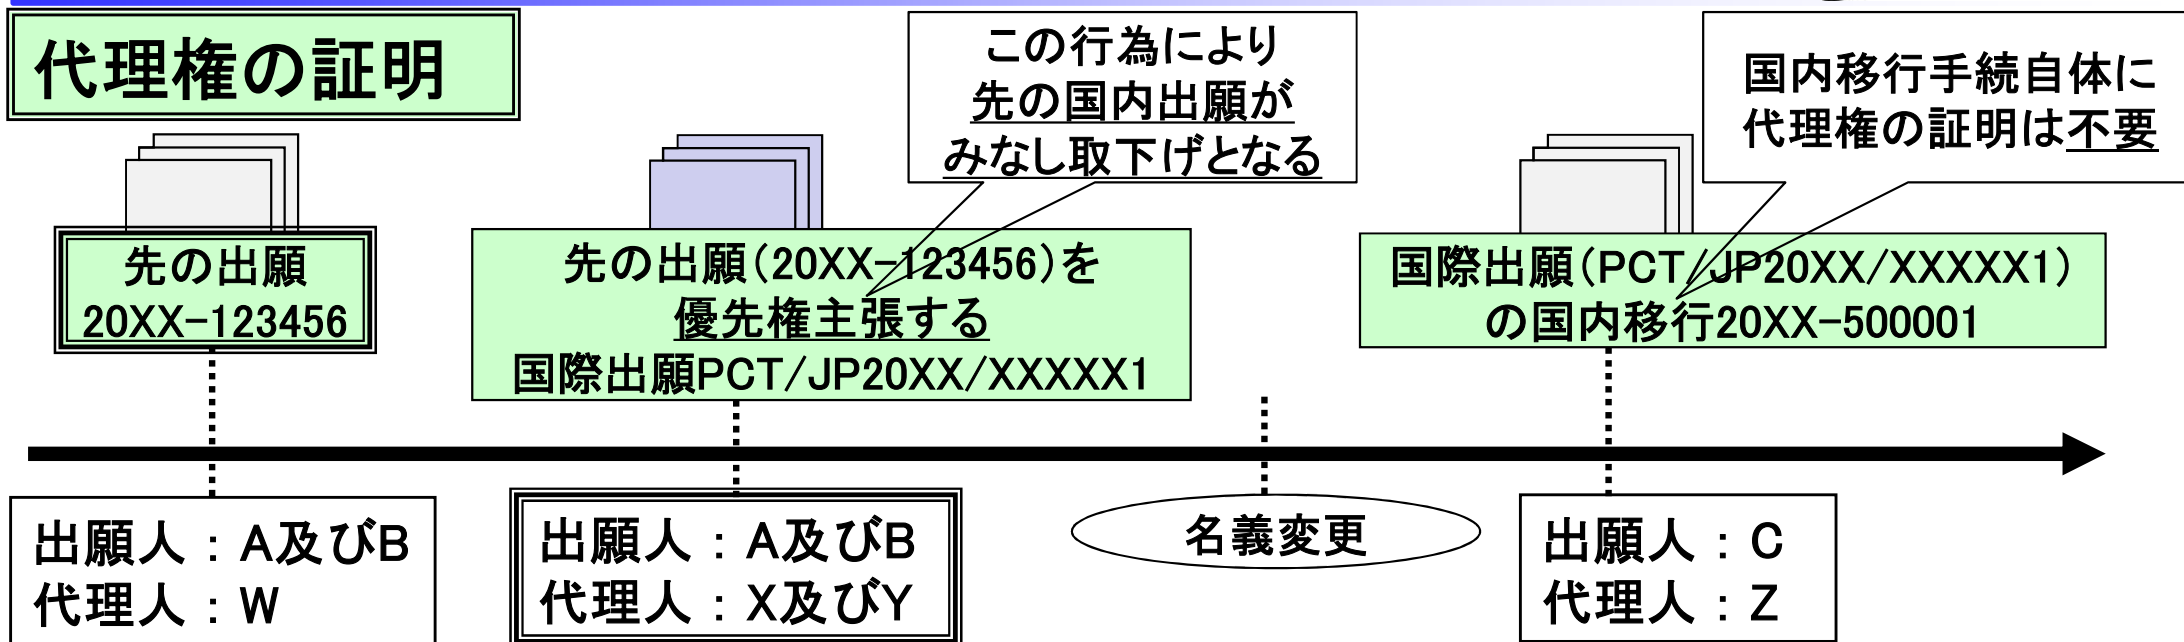 代理権の証明
この行為により
先の国内出願が
みなし取下げとなる
国内移行手続自体に
代理権の証明は不要
先の出願
20XX-123456
先の出願(20XX-123456)を
優先権主張する
国際出願PCT/JP20XX/XXXXX1
国際出願(PCT/JP20XX/XXXXX1)
の国内移行20XX-500001
出願人:A及びB
代理人:W
出願人:A及びB
代理人:X及びY
名義変更
出願人:C
代理人:Z